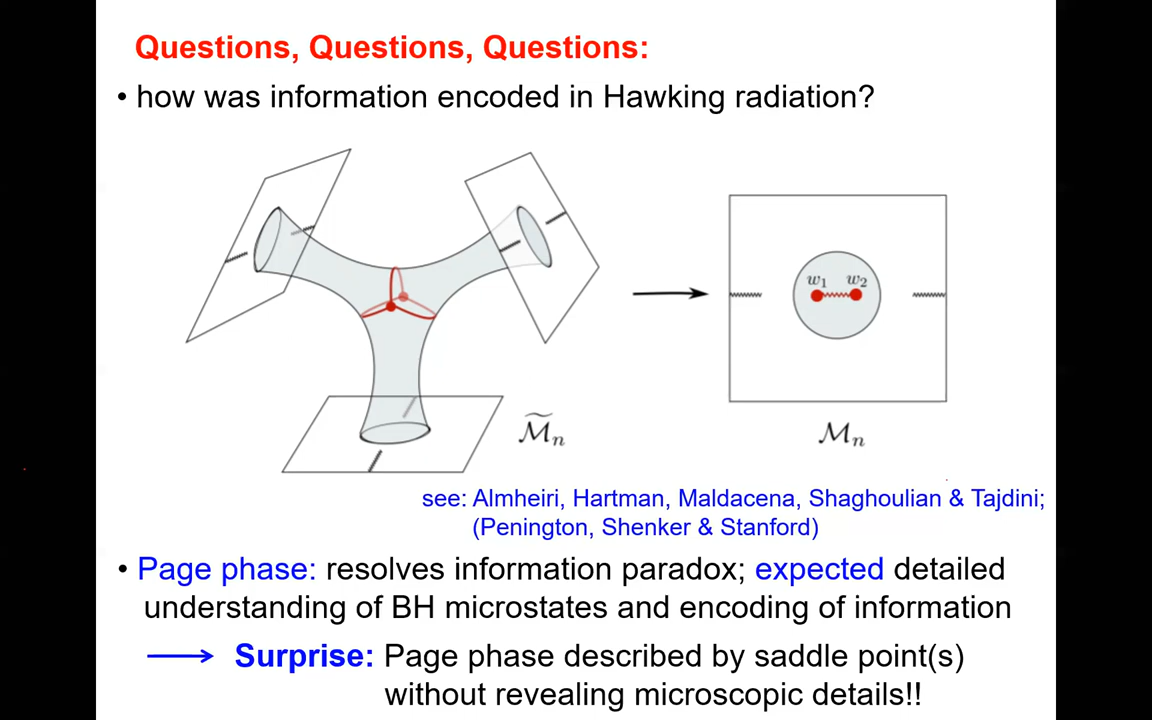 Questions, Questions, Questions:
• how was information encoded in Hawking radiation?
w₁ w₂
ℳ̃ₙ
ℳₙ
see: Almheiri, Hartman, Maldacena, Shaghoulian & Tajdini;
(Penington, Shenker & Stanford)
• Page phase: resolves information paradox; expected detailed
understanding of BH microstates and encoding of information
⟶ Surprise: Page phase described by saddle point(s)
without revealing microscopic details!!